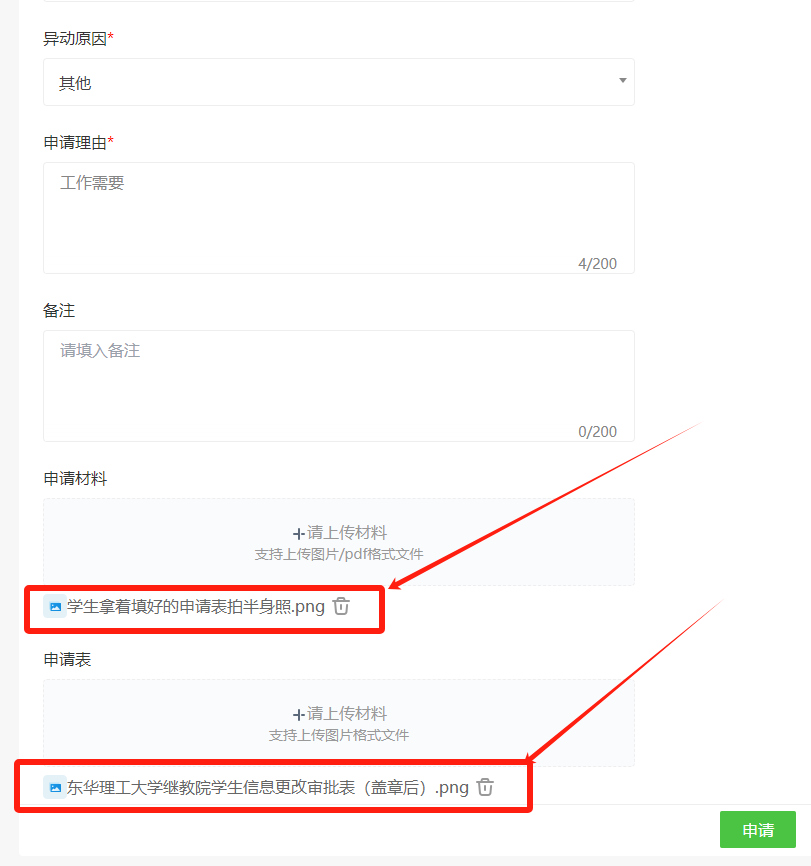 异动原因*
其他
申请理由*
工作需要
4/200
备注
请填入备注
0/200
申请材料
+请上传材料
支持上传图片/pdf格式文件
学生拿着填好的申请表拍半身照.png
申请表
+请上传材料
支持上传图片格式文件
东华理工大学继教院学生信息更改审批表（盖章后）.png
申请